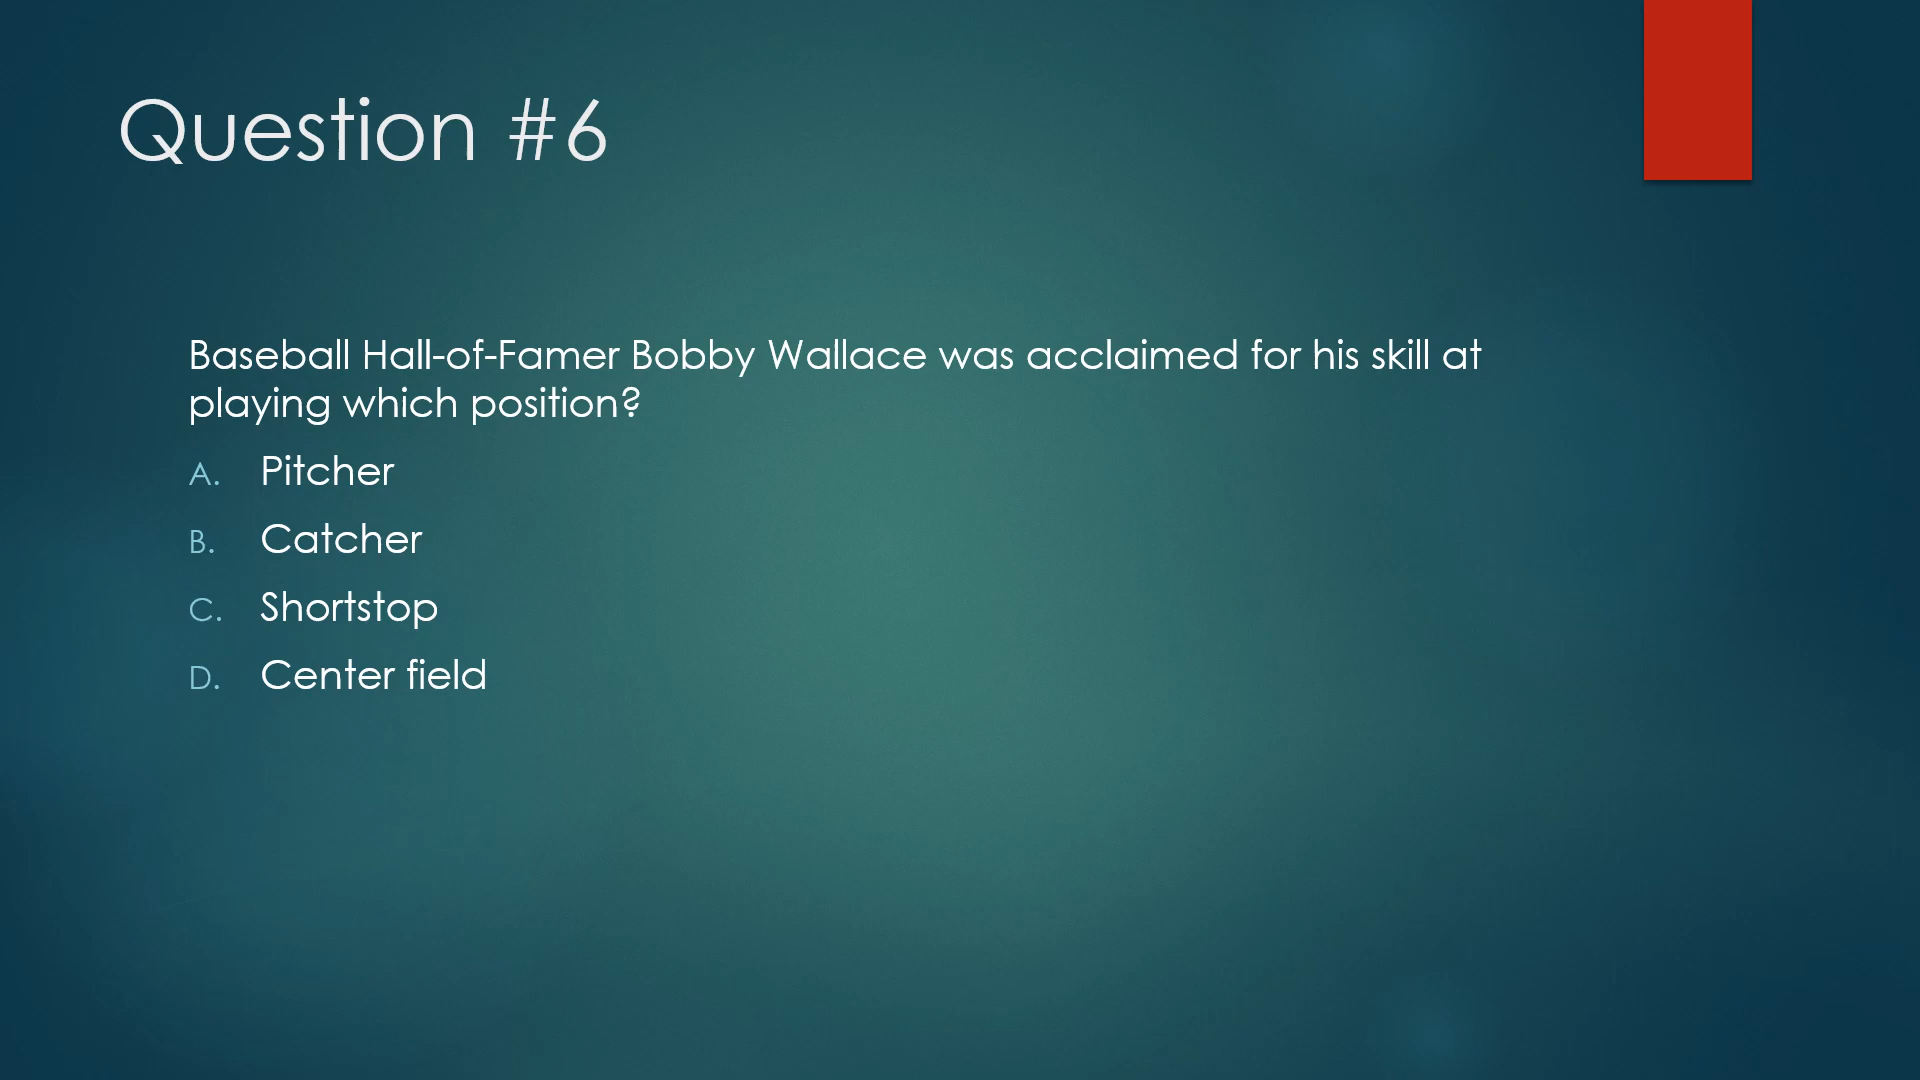 Question #6
Baseball Hall-of-Famer Bobby Wallace was acclaimed for his skill at
playing which position?
A. Pitcher
B. Catcher
C. Shortstop
D. Center field